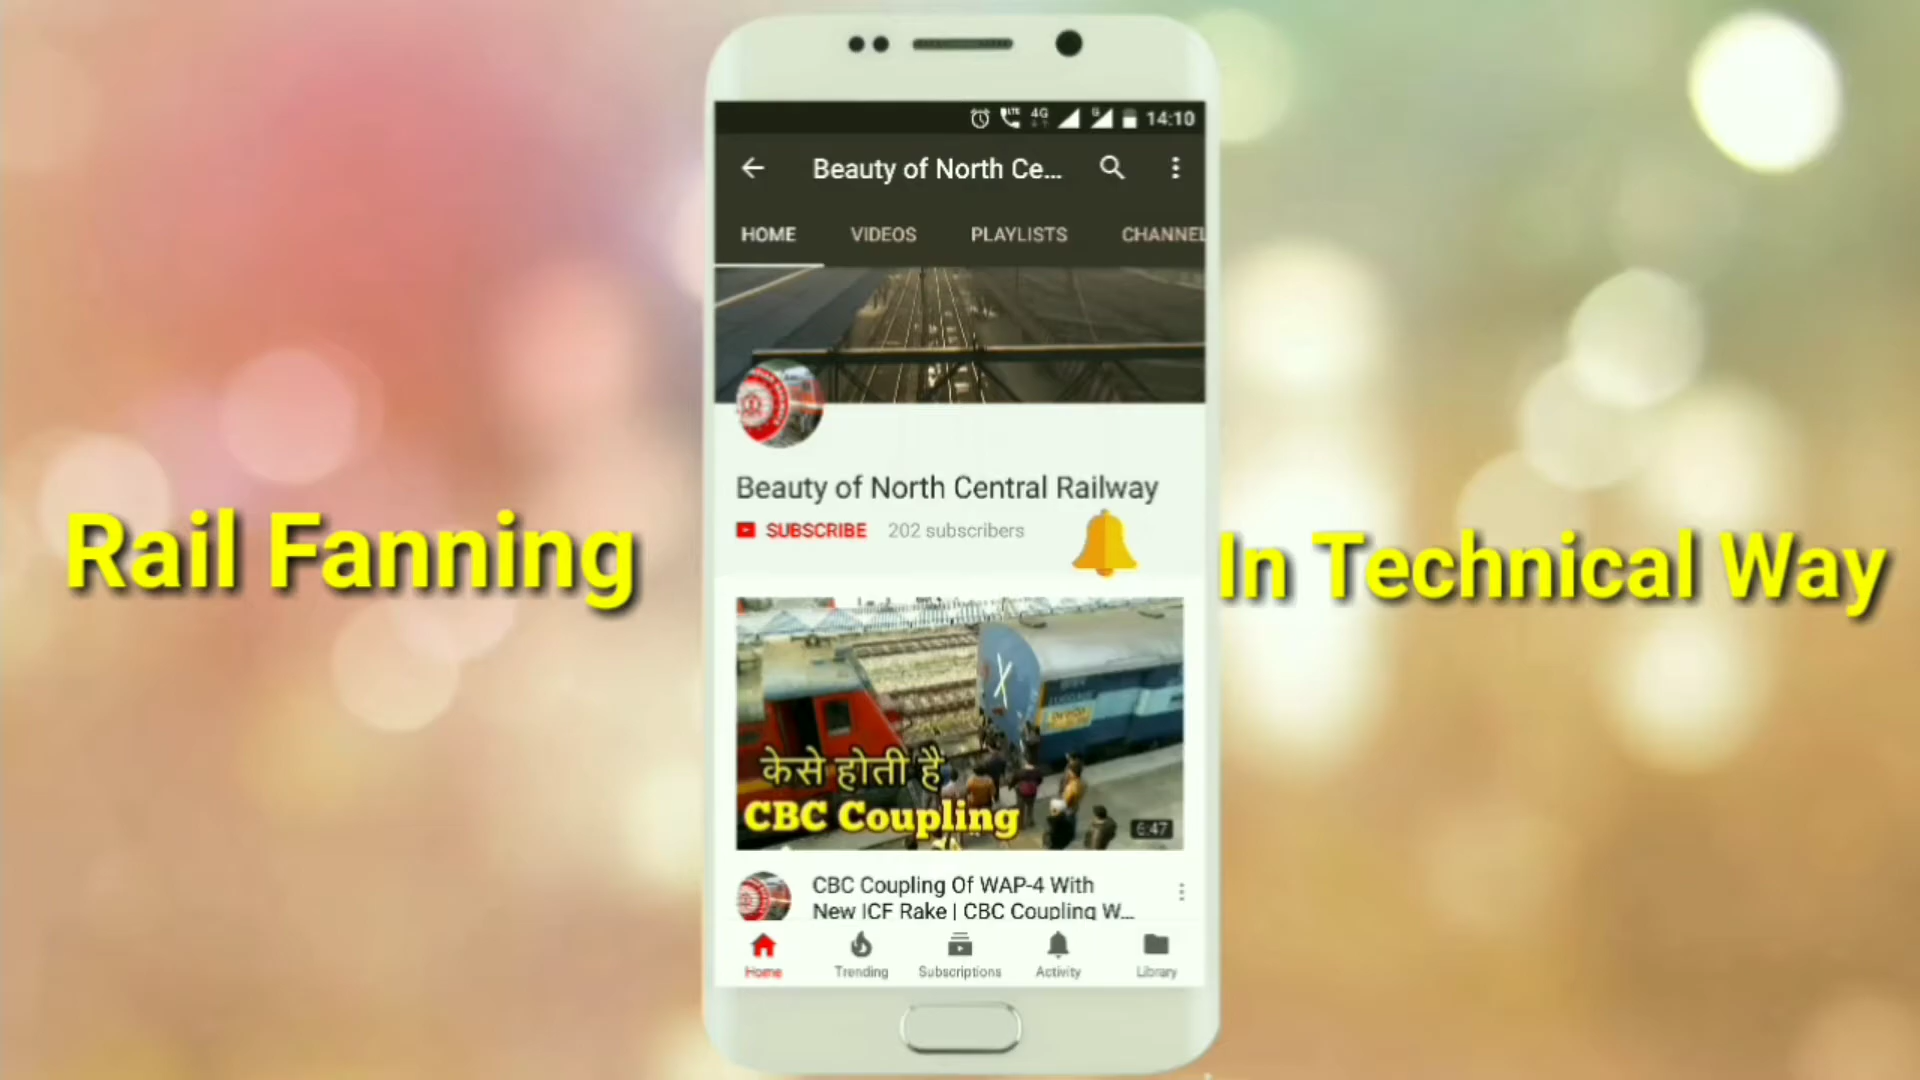 LTE 4G 14:10
Beauty of North Ce...
HOME VIDEOS PLAYLISTS CHANNEL
Beauty of North Central Railway
SUBSCRIBE 202 subscribers
Rail Fanning
In Technical Way
केसे होती है
CBC Coupling
6:47
CBC Coupling Of WAP-4 With
New ICF Rake | CBC Coupling W...
Home Trending Subscriptions Activity Library